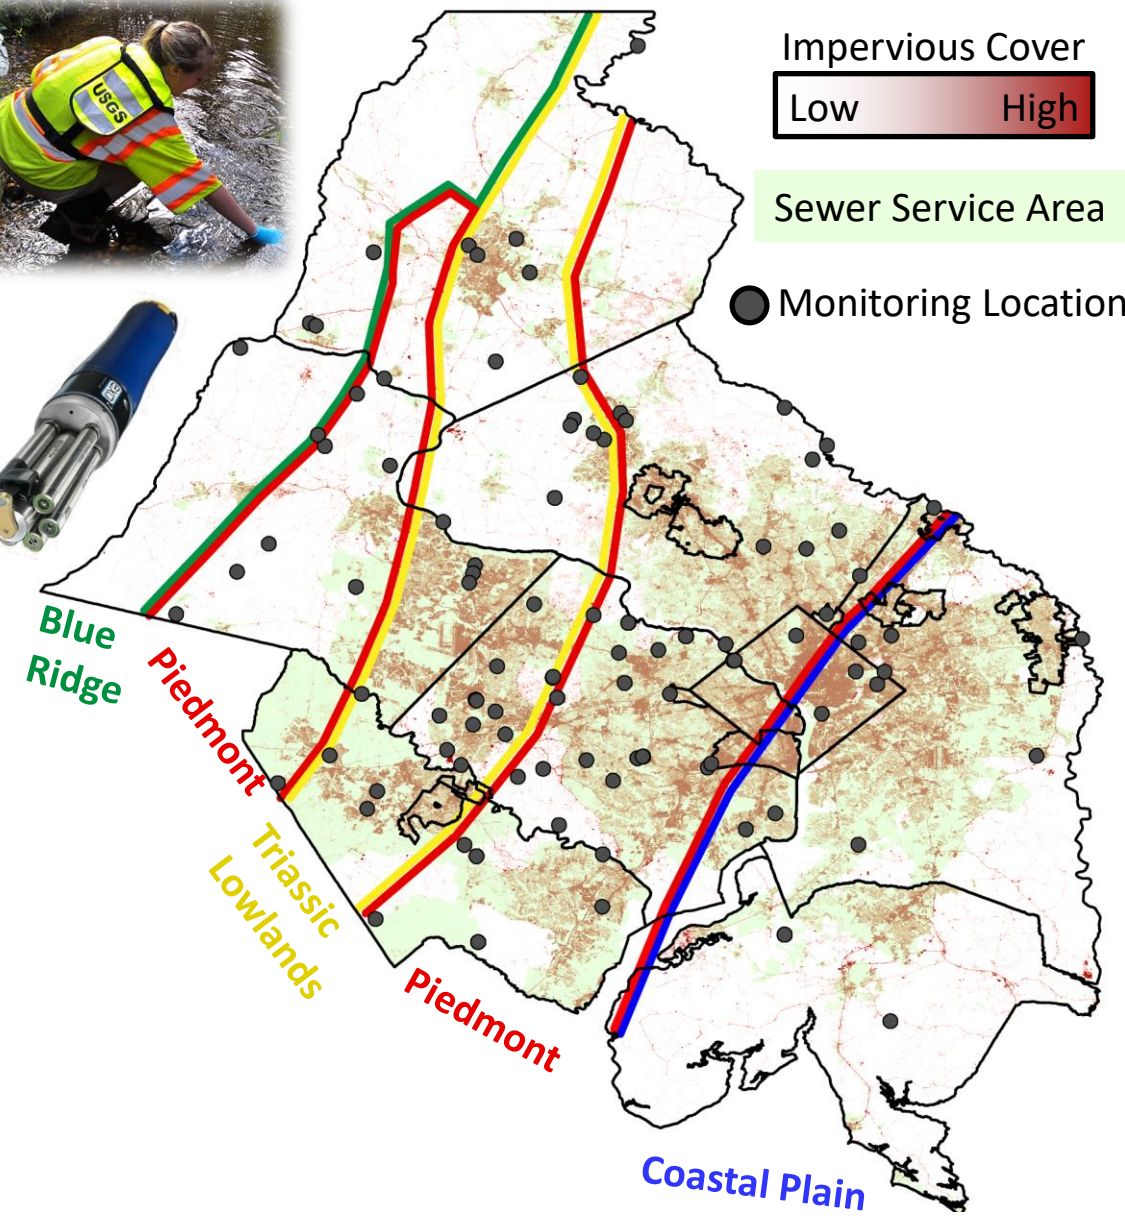 USGS
Impervious Cover
Low High
Sewer Service Area
Monitoring Location
Blue
Ridge
Piedmont
Triassic
Lowlands
Piedmont
Coastal Plain